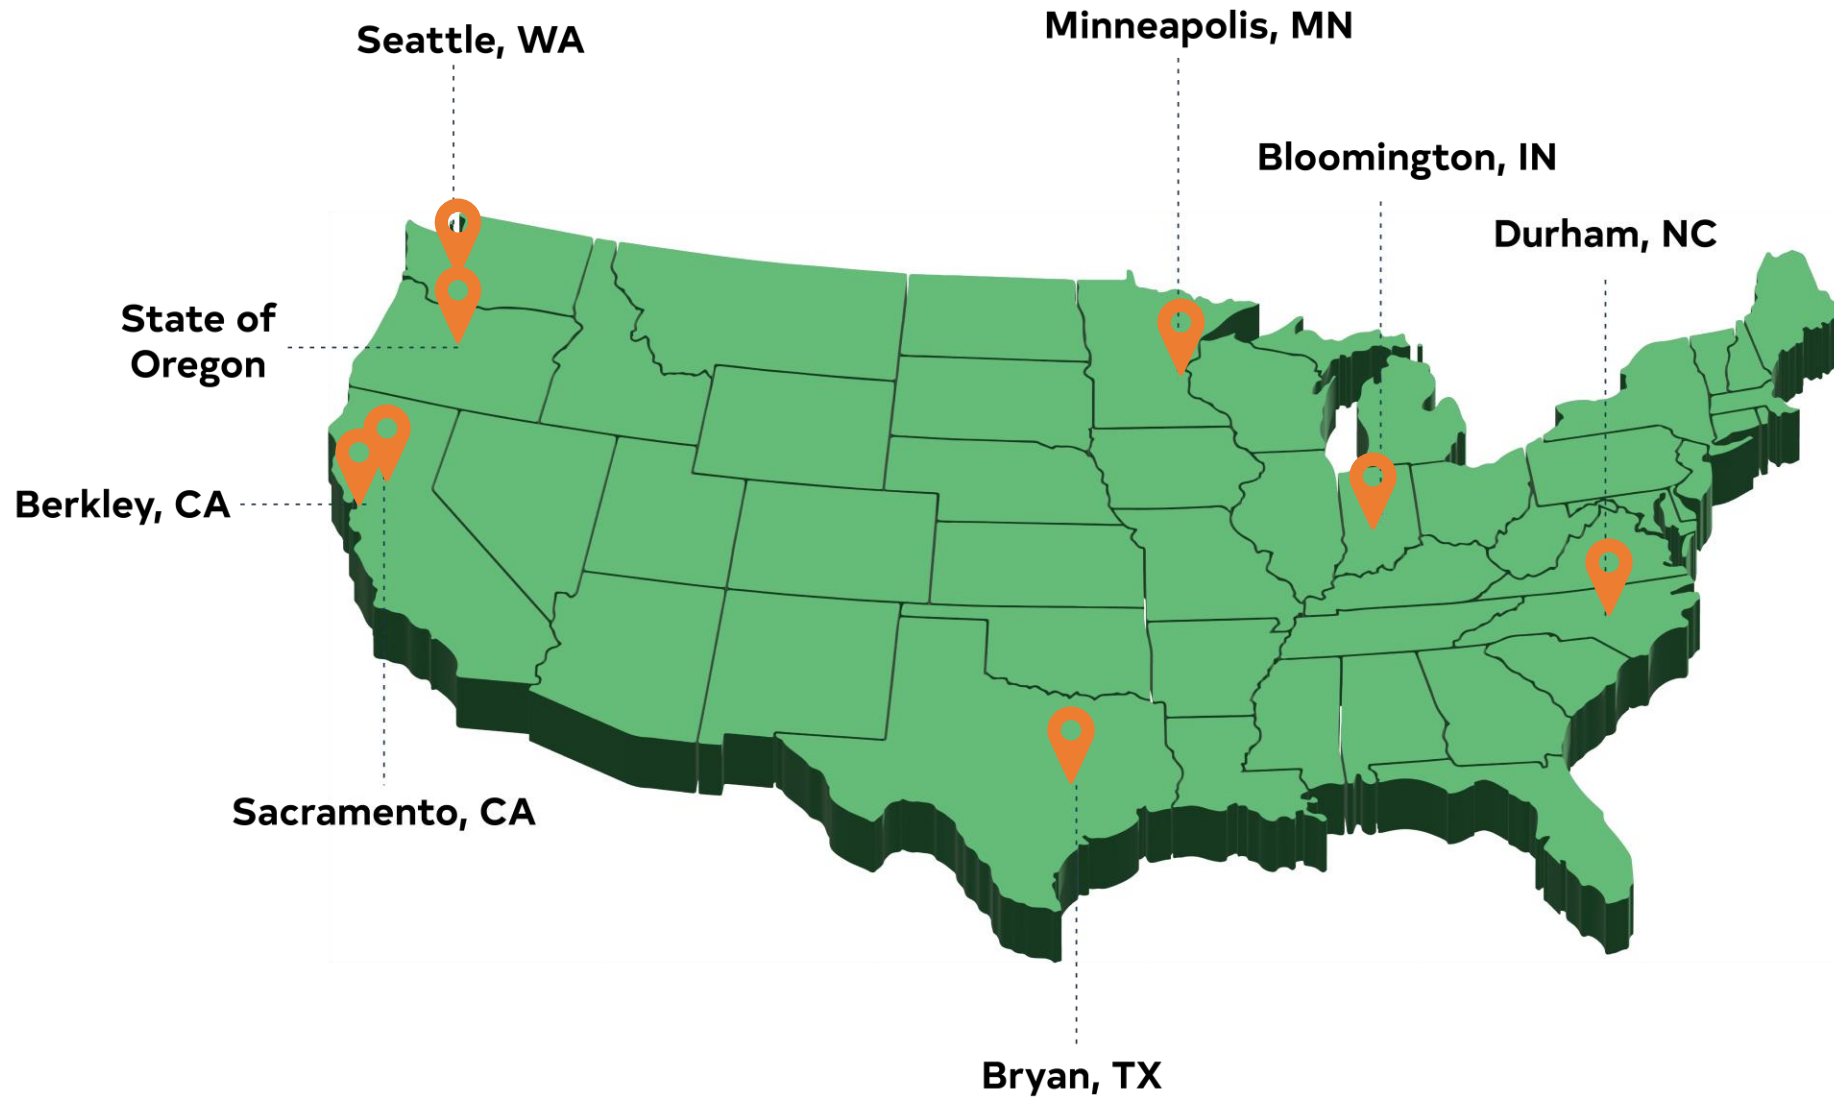 Seattle, WA
Minneapolis, MN
Bloomington, IN
Durham, NC
State of
Oregon
Berkley, CA
Sacramento, CA
Bryan, TX